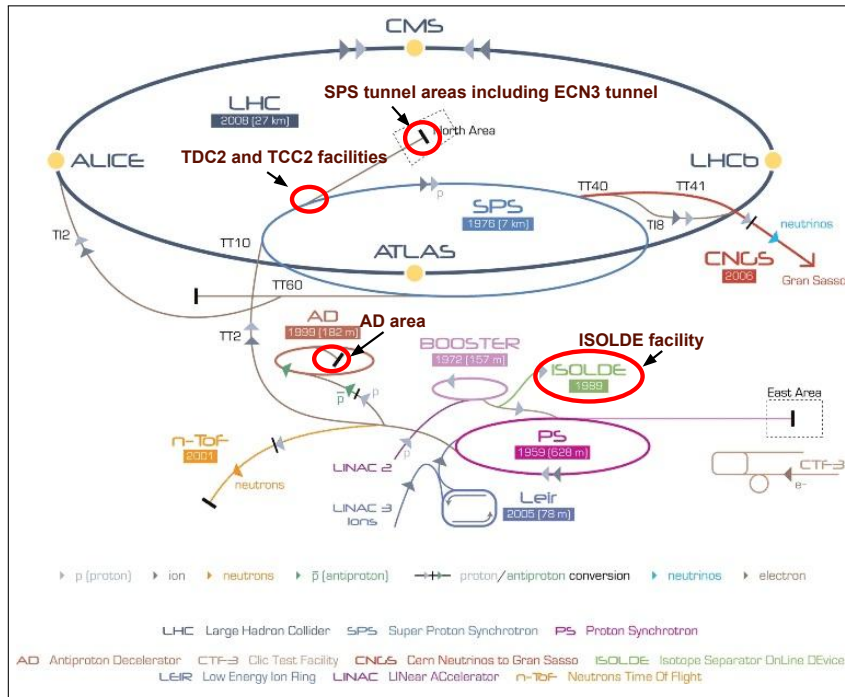 CMS
SPS tunnel areas including ECN3 tunnel
LHC
2008 (27 km)
North Area
TDC2 and TCC2 facilities
ALICE
LHCb
TT40
TT41
SPS
1976 (7 km)
TI2
TT10
TI8
neutrinos
ATLAS
CNGS
2006
Gran Sasso
TT60
AD
1999 (182 m)
AD area
TT2
BOOSTER
1972 (157 m)
ISOLDE facility
ISOLDE
1989
East Area
p̅
p
p
n-ToF
2001
LINAC 2
p
PS
1959 (628 m)
CTF-3
e-
neutrons
LINAC 3
Ions
Leir
2005 (78 m)
p (proton) ion neutrons p̅ (antiproton) proton/antiproton conversion neutrinos electron
LHC Large Hadron Collider SPS Super Proton Synchrotron PS Proton Synchrotron
AD Antiproton Decelerator CTF-3 Clic Test Facility CNGS Cern Neutrinos to Gran Sasso ISOLDE Isotope Separator OnLine DEvice
LEIR Low Energy Ion Ring LINAC LINear ACcelerator n-ToF Neutrons Time Of Flight